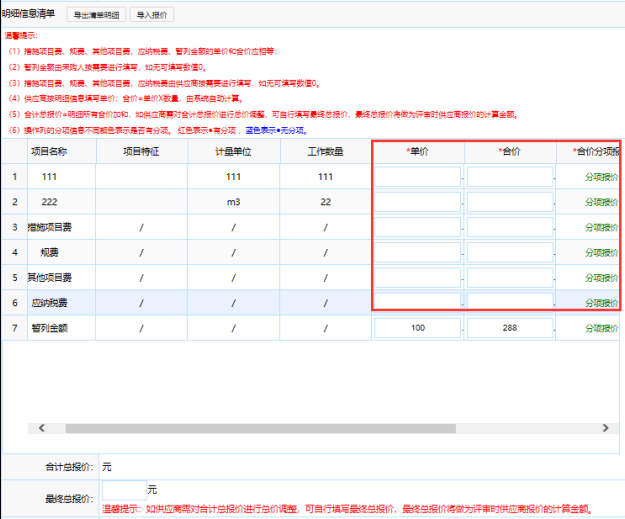 明细信息清单 导出清单明细 导入报价
温馨提示:
（1）措施项目费、规费、其他项目费、应纳税费、暂列金额的单价和合价应相等;
（2）暂列金额由采购人按需要进行填写，如无可填写数值0。
（3）措施项目费、规费、其他项目费、应纳税费由供应商按需要进行填写，如无可填写数值0。
（4）供应商按明细信息填写单价；合价=单价X数量，由系统自动计算。
（5）合计总报价=明细所有合价加和，如供应商需对合计总报价进行总价调整，可自行填写最终总报价，最终总报价将做为评审时供应商报价的计算金额。
（6）操作列的分项信息不同颜色表示是否有分项。 红色表示●有分项 ，蓝色表示●无分项。
项目名称 项目特征 计量单位 工作数量 *单价 *合价 *合价分项报
1 111 111 111 分项报价
2 222 m3 22 分项报价
3 措施项目费 / / / 分项报价
4 规费 / / / 分项报价
5 其他项目费 / / / 分项报价
6 应纳税费 / / / 分项报价
7 暂列金额 / / / 100 288 分项报价
合计总报价： 元
最终总报价： 元
温馨提示：如供应商需对合计总报价进行总价调整，可自行填写最终总报价，最终总报价将做为评审时供应商报价的计算金额。